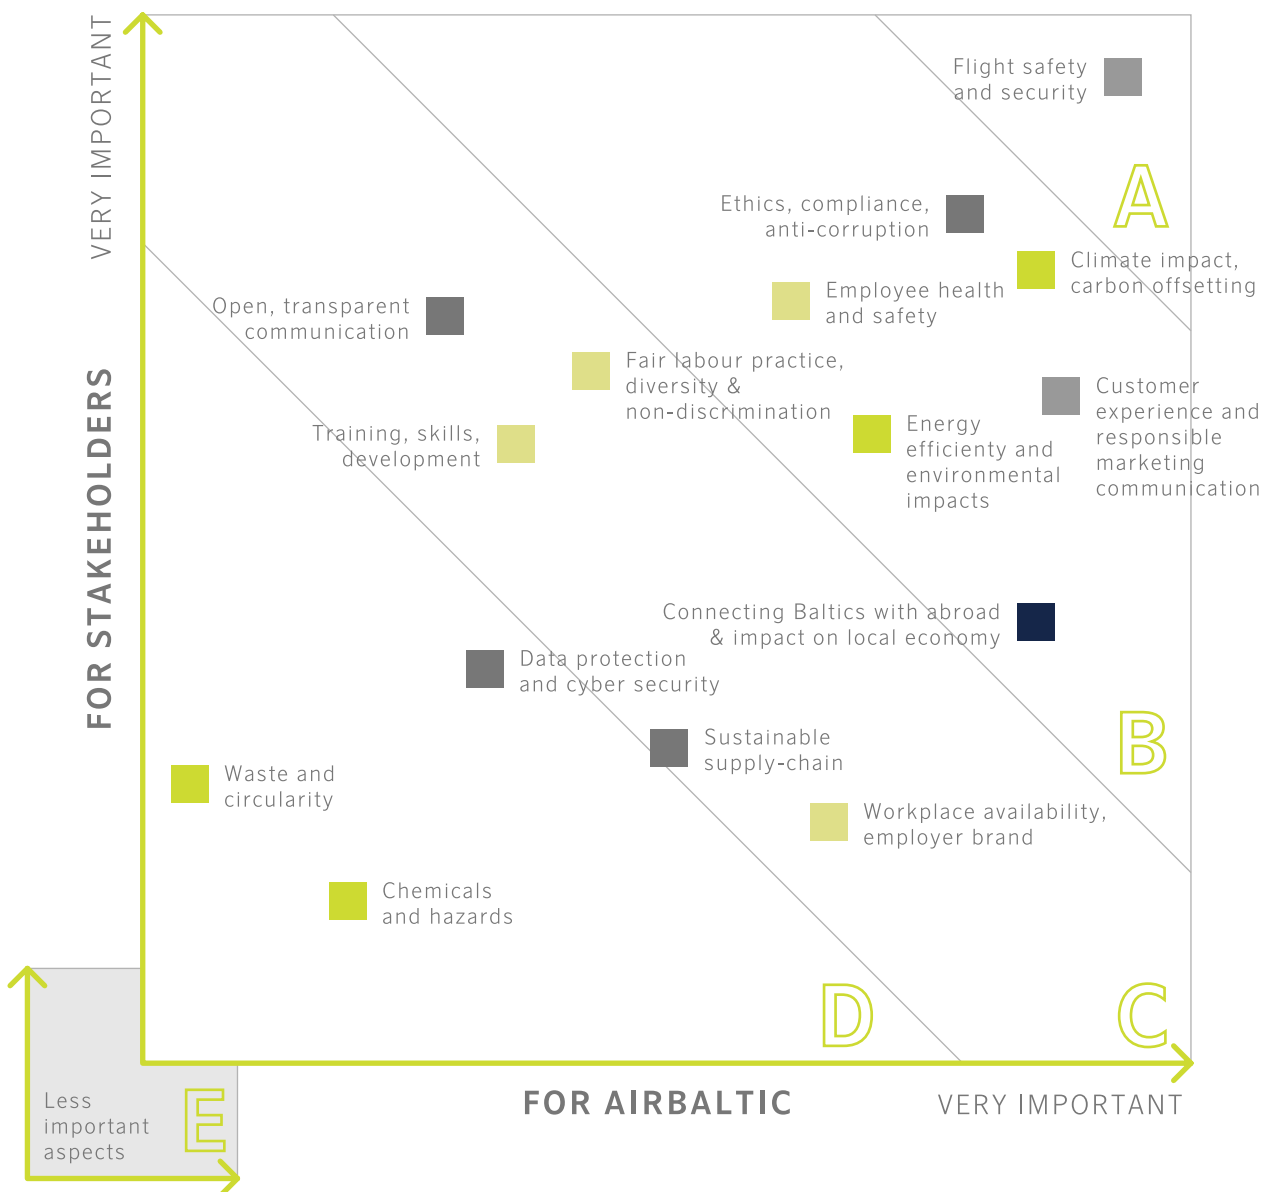 VERY IMPORTANT
FOR STAKEHOLDERS
Flight safety
and security
A
Ethics, compliance,
anti-corruption
Climate impact,
carbon offsetting
Employee health
and safety
Open, transparent
communication
Fair labour practice,
diversity &
non-discrimination
Customer
experience and
responsible
marketing
communication
Energy
efficienty and
environmental
impacts
Training, skills,
development
Connecting Baltics with abroad
& impact on local economy
Data protection
and cyber security
B
Sustainable
supply-chain
Waste and
circularity
Workplace availability,
employer brand
Chemicals
and hazards
D
C
Less
important
aspects
E
FOR AIRBALTIC
VERY IMPORTANT